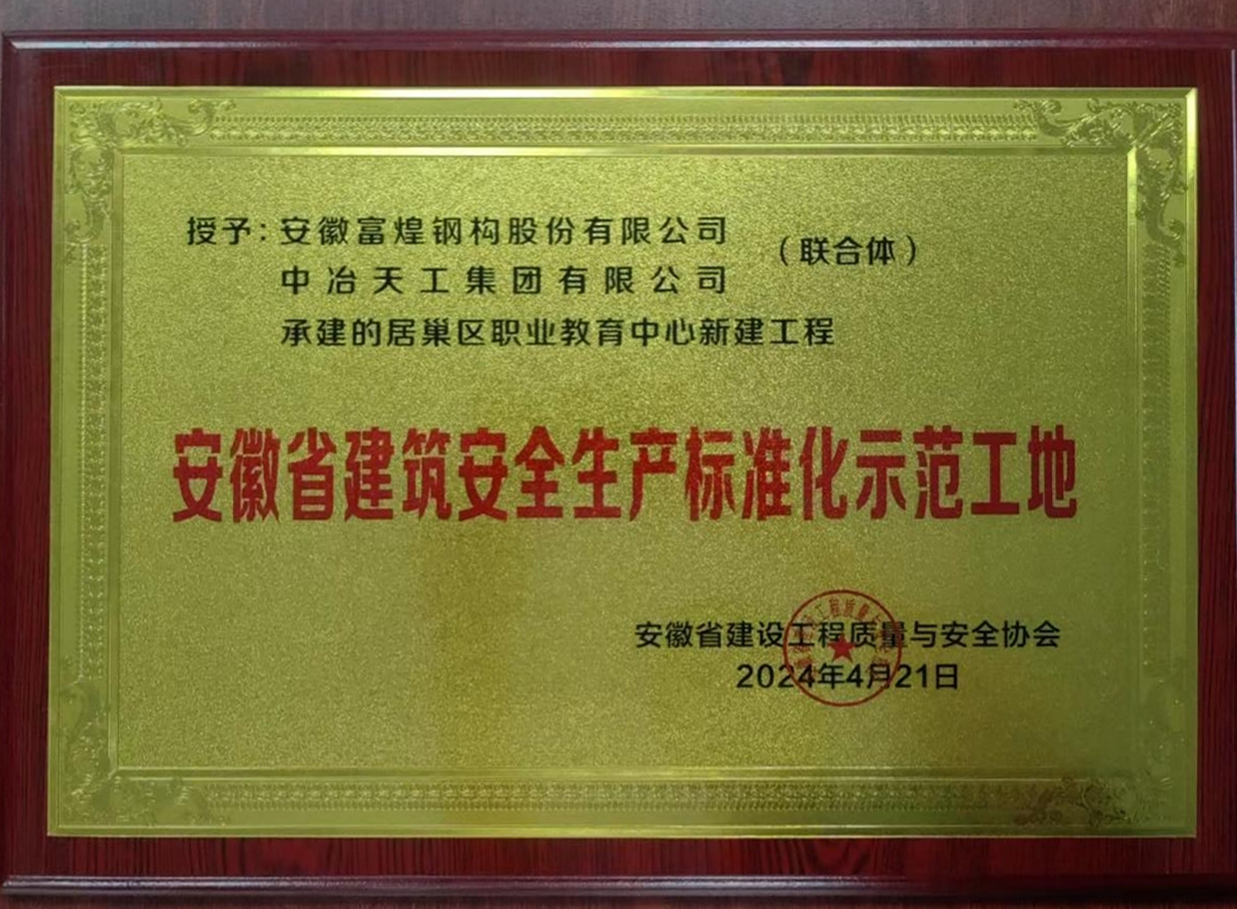 授予：安徽富煌钢构股份有限公司
中冶天工集团有限公司
（联合体）
承建的居巢区职业教育中心新建工程
安徽省建筑安全生产标准化示范工地
安徽省建设工程质量与安全协会
2024年4月21日